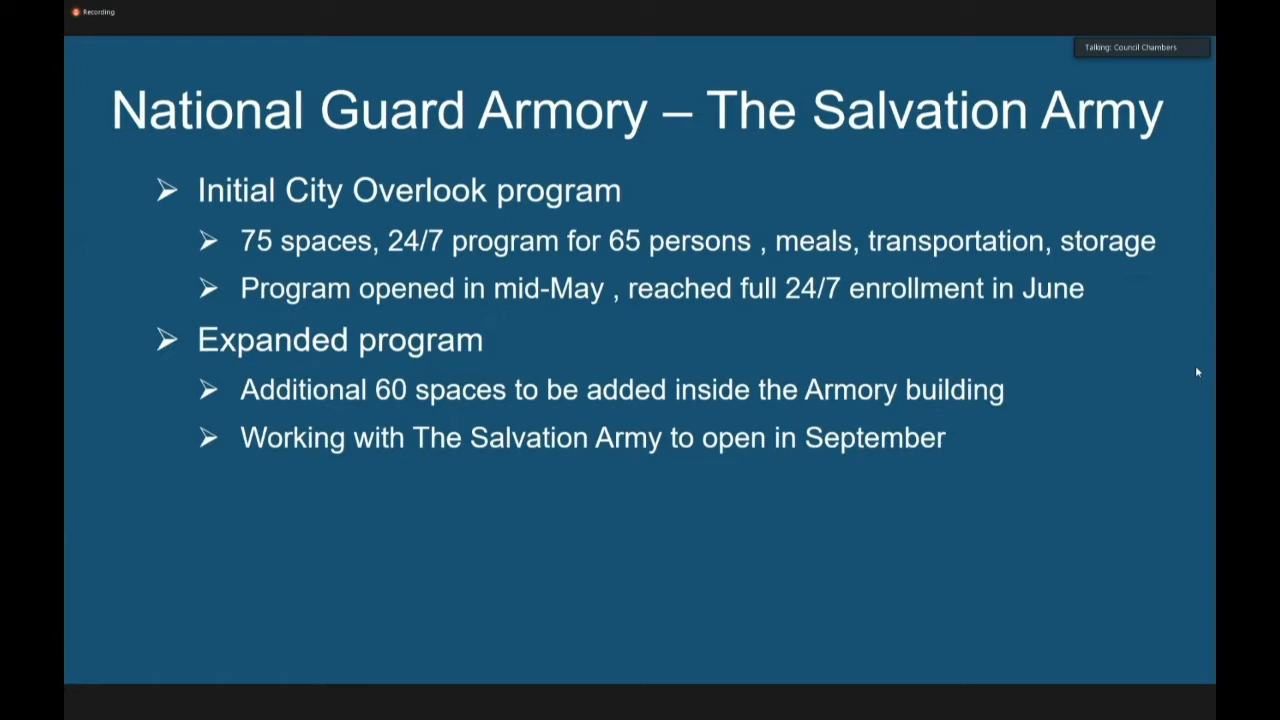 Recording
Talking: Council Chambers
National Guard Armory – The Salvation Army
➢ Initial City Overlook program
➢ 75 spaces, 24/7 program for 65 persons , meals, transportation, storage
➢ Program opened in mid-May , reached full 24/7 enrollment in June
➢ Expanded program
➢ Additional 60 spaces to be added inside the Armory building
➢ Working with The Salvation Army to open in September